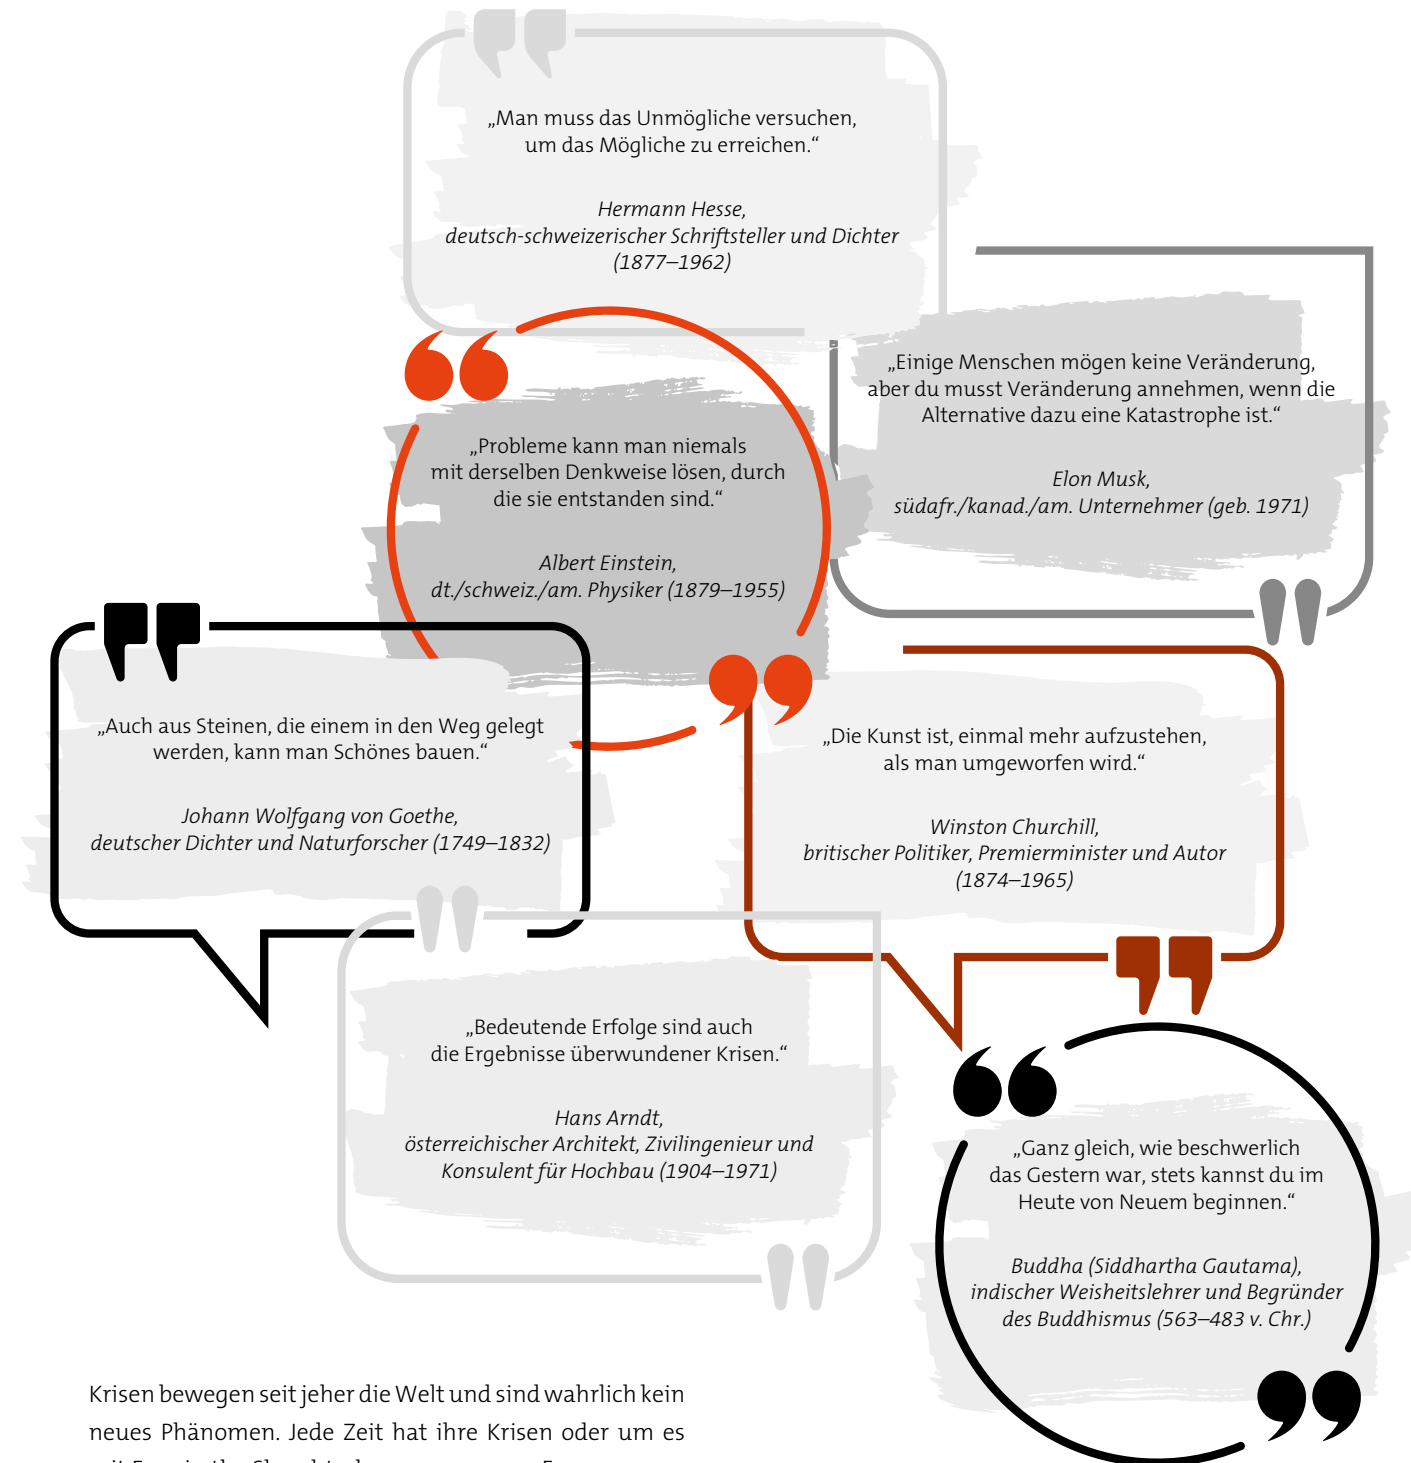 „Man muss das Unmögliche versuchen,
um das Mögliche zu erreichen.“
Hermann Hesse,
deutsch-schweizerischer Schriftsteller und Dichter
(1877–1962)
„Einige Menschen mögen keine Veränderung,
aber du musst Veränderung annehmen, wenn die
Alternative dazu eine Katastrophe ist.“
Elon Musk,
südafr./kanad./am. Unternehmer (geb. 1971)
„Probleme kann man niemals
mit derselben Denkweise lösen, durch
die sie entstanden sind.“
Albert Einstein,
dt./schweiz./am. Physiker (1879–1955)
„Auch aus Steinen, die einem in den Weg gelegt
werden, kann man Schönes bauen.“
Johann Wolfgang von Goethe,
deutscher Dichter und Naturforscher (1749–1832)
„Die Kunst ist, einmal mehr aufzustehen,
als man umgeworfen wird.“
Winston Churchill,
britischer Politiker, Premierminister und Autor
(1874–1965)
„Bedeutende Erfolge sind auch
die Ergebnisse überwundener Krisen.“
Hans Arndt,
österreichischer Architekt, Zivilingenieur und
Konsulent für Hochbau (1904–1971)
„Ganz gleich, wie beschwerlich
das Gestern war, stets kannst du im
Heute von Neuem beginnen.“
Buddha (Siddhartha Gautama),
indischer Weisheitslehrer und Begründer
des Buddhismus (563–483 v. Chr.)
Krisen bewegen seit jeher die Welt und sind wahrlich kein
neues Phänomen. Jede Zeit hat ihre Krisen oder um es